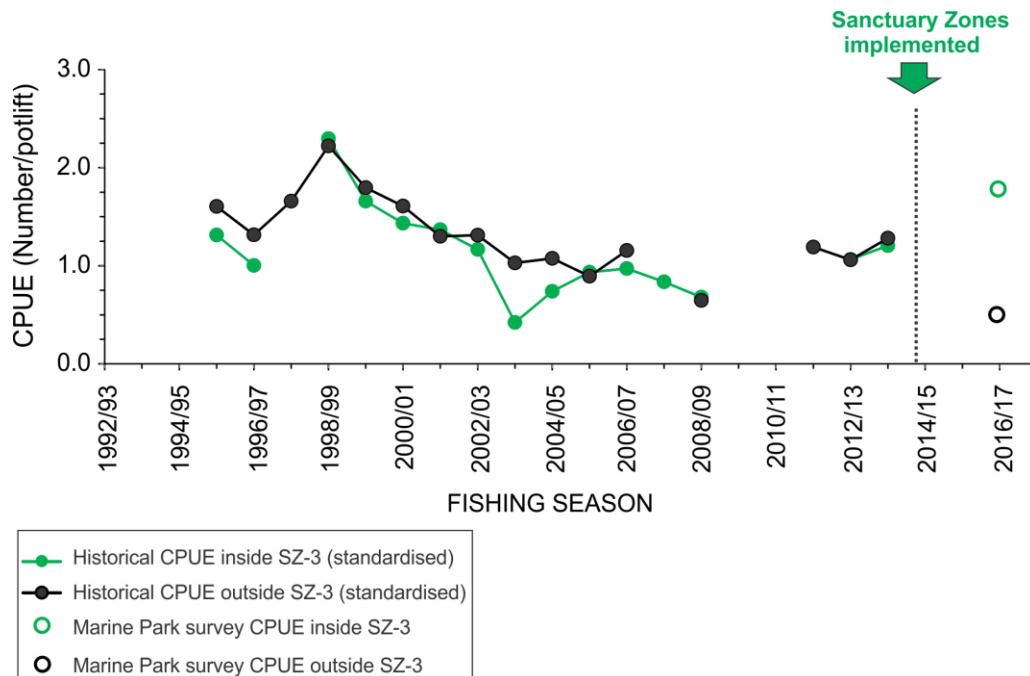 Sanctuary Zones
implemented
3.0
2.0
1.0
0.0
CPUE (Number/potlift)
1992/93
1994/95
1996/97
1998/99
2000/01
2002/03
2004/05
2006/07
2008/09
2010/11
2012/13
2014/15
2016/17
FISHING SEASON
Historical CPUE inside SZ-3 (standardised)
Historical CPUE outside SZ-3 (standardised)
Marine Park survey CPUE inside SZ-3
Marine Park survey CPUE outside SZ-3